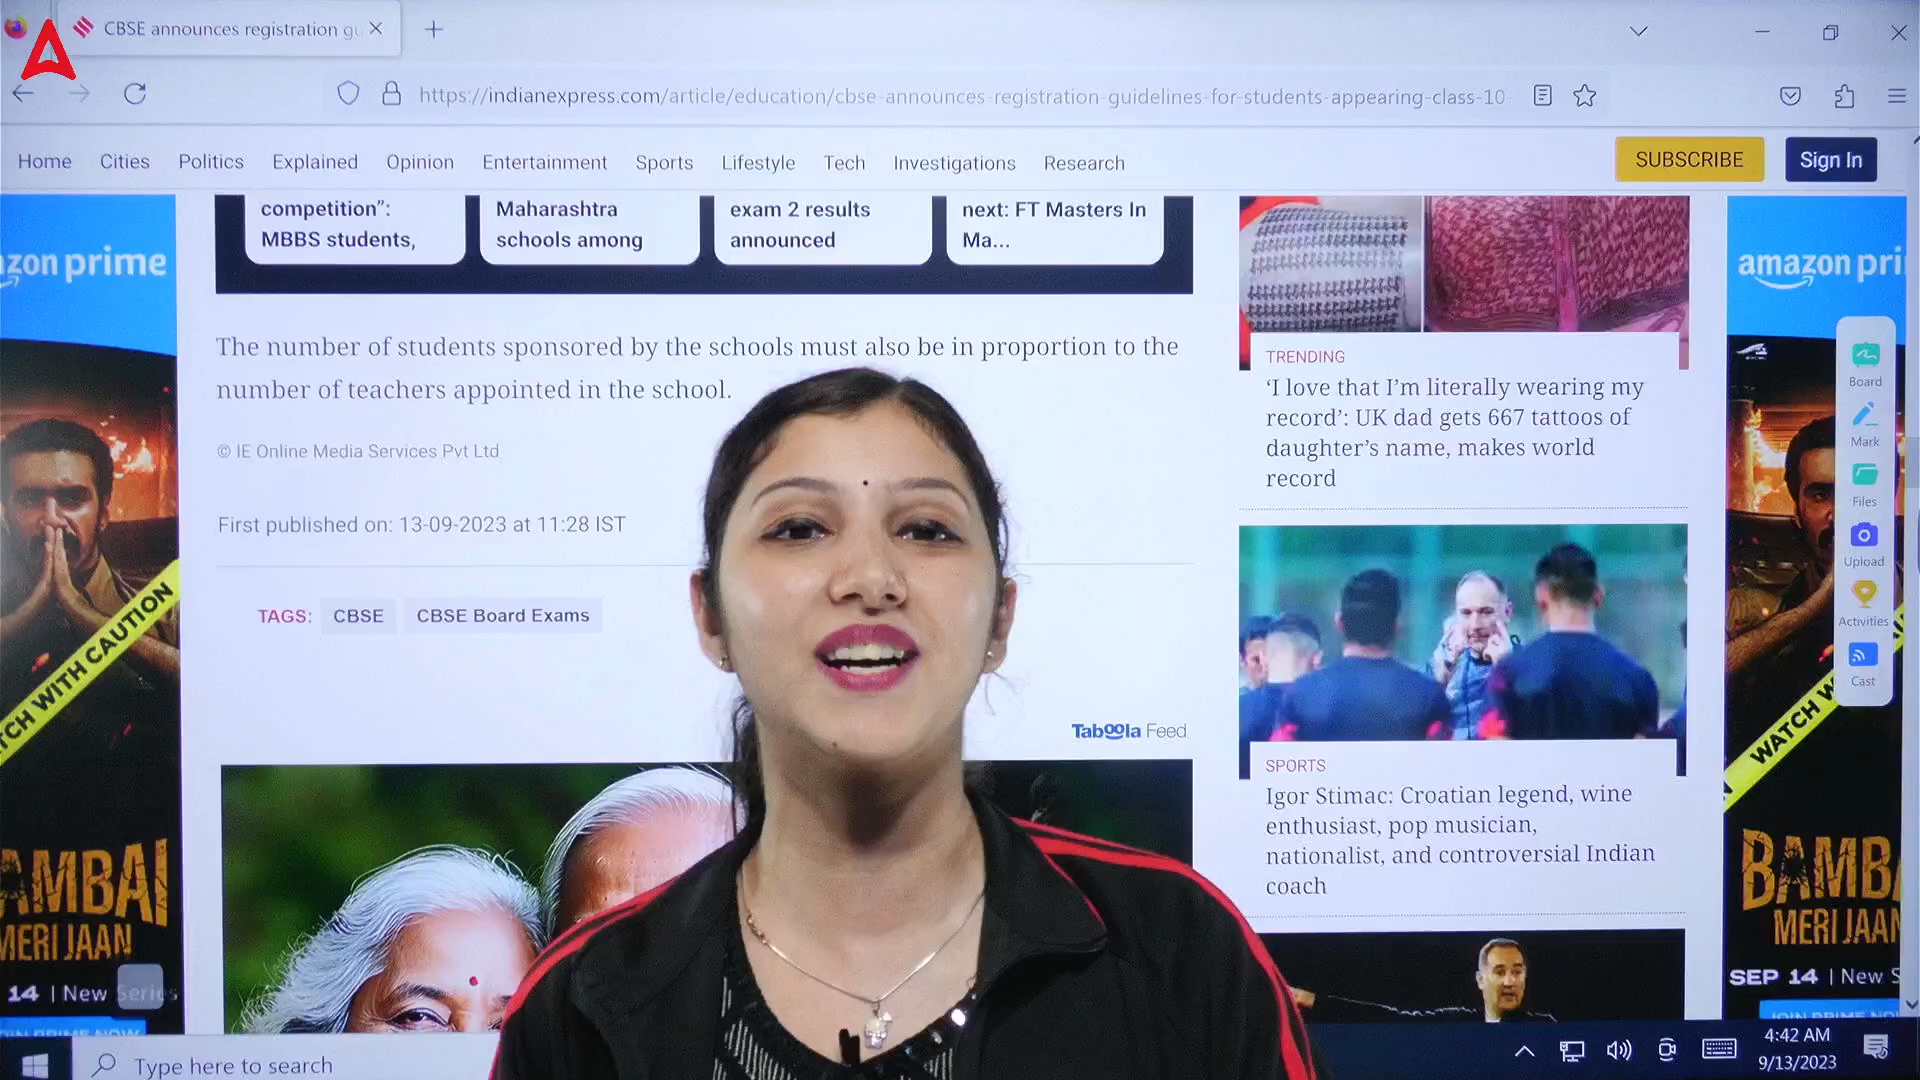 CBSE announces registration gu
https://indianexpress.com/article/education/cbse-announces-registration-guidelines-for-students-appearing-class-10-
Home Cities Politics Explained Opinion Entertainment Sports Lifestyle Tech Investigations Research SUBSCRIBE Sign In
zon prime
competition”:
MBBS students,
Maharashtra
schools among
exam 2 results
announced
next: FT Masters In
Ma...
The number of students sponsored by the schools must also be in proportion to the
number of teachers appointed in the school.
© IE Online Media Services Pvt Ltd
First published on: 13-09-2023 at 11:28 IST
TAGS: CBSE CBSE Board Exams
Taboola Feed
TRENDING
‘I love that I’m literally wearing my
record’: UK dad gets 667 tattoos of
daughter’s name, makes world
record
SPORTS
Igor Stimac: Croatian legend, wine
enthusiast, pop musician,
nationalist, and controversial Indian
coach
amazon pri
Board
Mark
Files
Upload
Activities
Cast
TCH WITH CAUTION
AMBAI
MERI JAAN
14 | New Series
JOIN PRIME NOW
WATCH W
BAMBA
MERI JAAN
SEP 14 | New S
JOIN PRIME NO
Type here to search
4:42 AM
9/13/2023